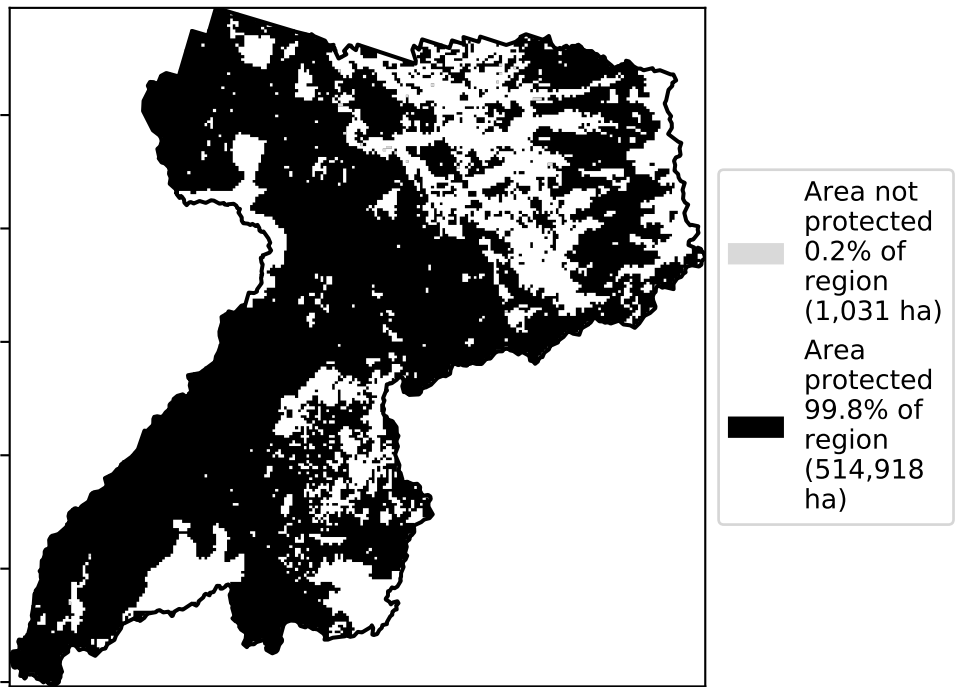 Area not
protected
0.2% of
region
(1,031 ha)
Area
protected
99.8% of
region
(514,918
ha)